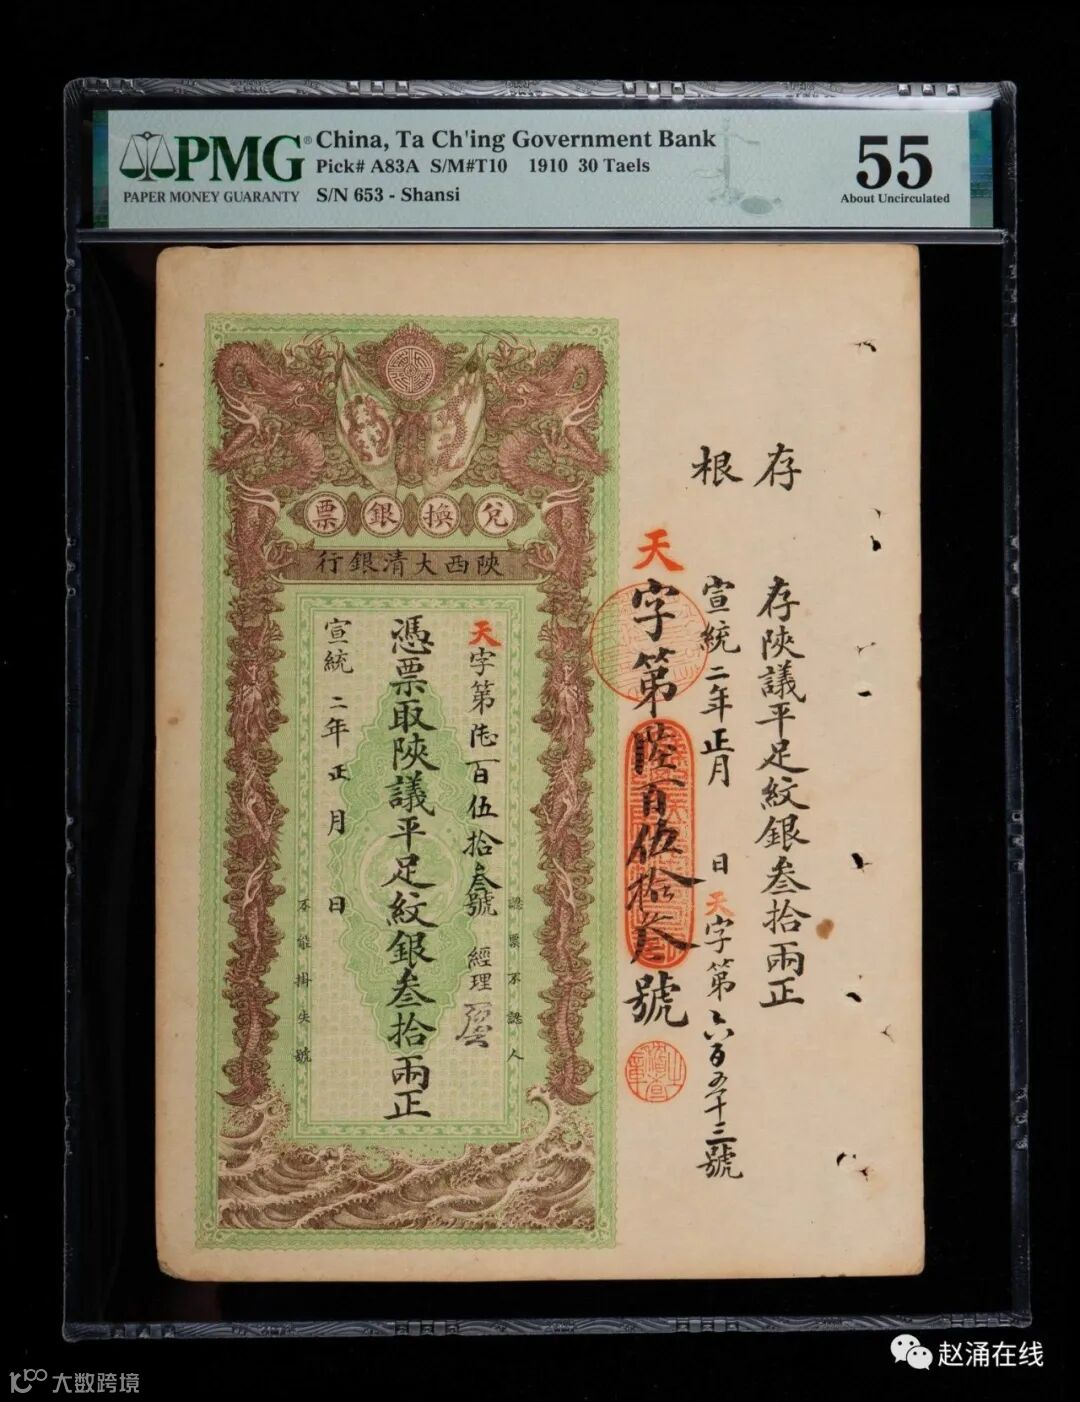 PMG
PAPER MONEY GUARANTY
China, Ta Ch'ing Government Bank
Pick# A83A S/M#T10 1910 30 Taels
S/N 653 - Shansi
55
About Uncirculated
兌換銀票
陝西大清銀行
天字第陸百伍拾叁號 經理
認票不認人
憑票取陝議平足紋銀叁拾兩正
宣統二年正月 日
不能掛失號
存根
存陝議平足紋銀叁拾兩正
宣統二年正月 日 天字第六百五十三號
天字第陸百伍拾叁號
赵涌在线
大数跨境